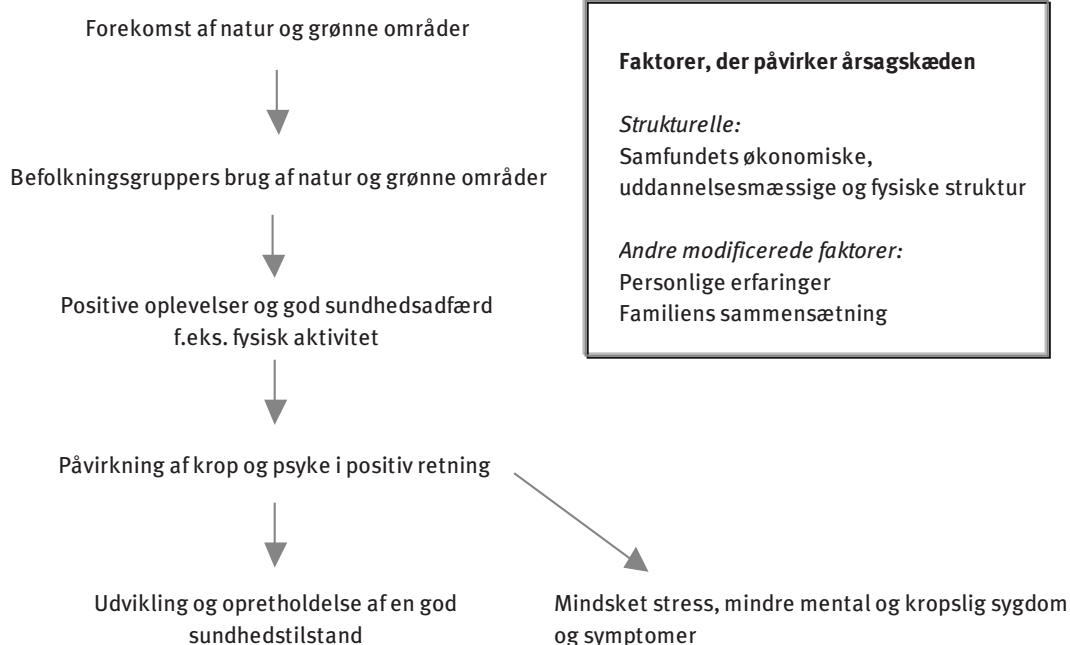 Forekomst af natur og grønne områder
Befolkningsgruppers brug af natur og grønne områder
Positive oplevelser og god sundhedsadfærd
f.eks. fysisk aktivitet
Påvirkning af krop og psyke i positiv retning
Udvikling og opretholdelse af en god
sundhedstilstand
Mindsket stress, mindre mental og kropslig sygdom
og symptomer
Faktorer, der påvirker årsagskæden
Strukturelle:
Samfundets økonomiske,
uddannelsesmæssige og fysiske struktur
Andre modificerede faktorer:
Personlige erfaringer
Familiens sammensætning